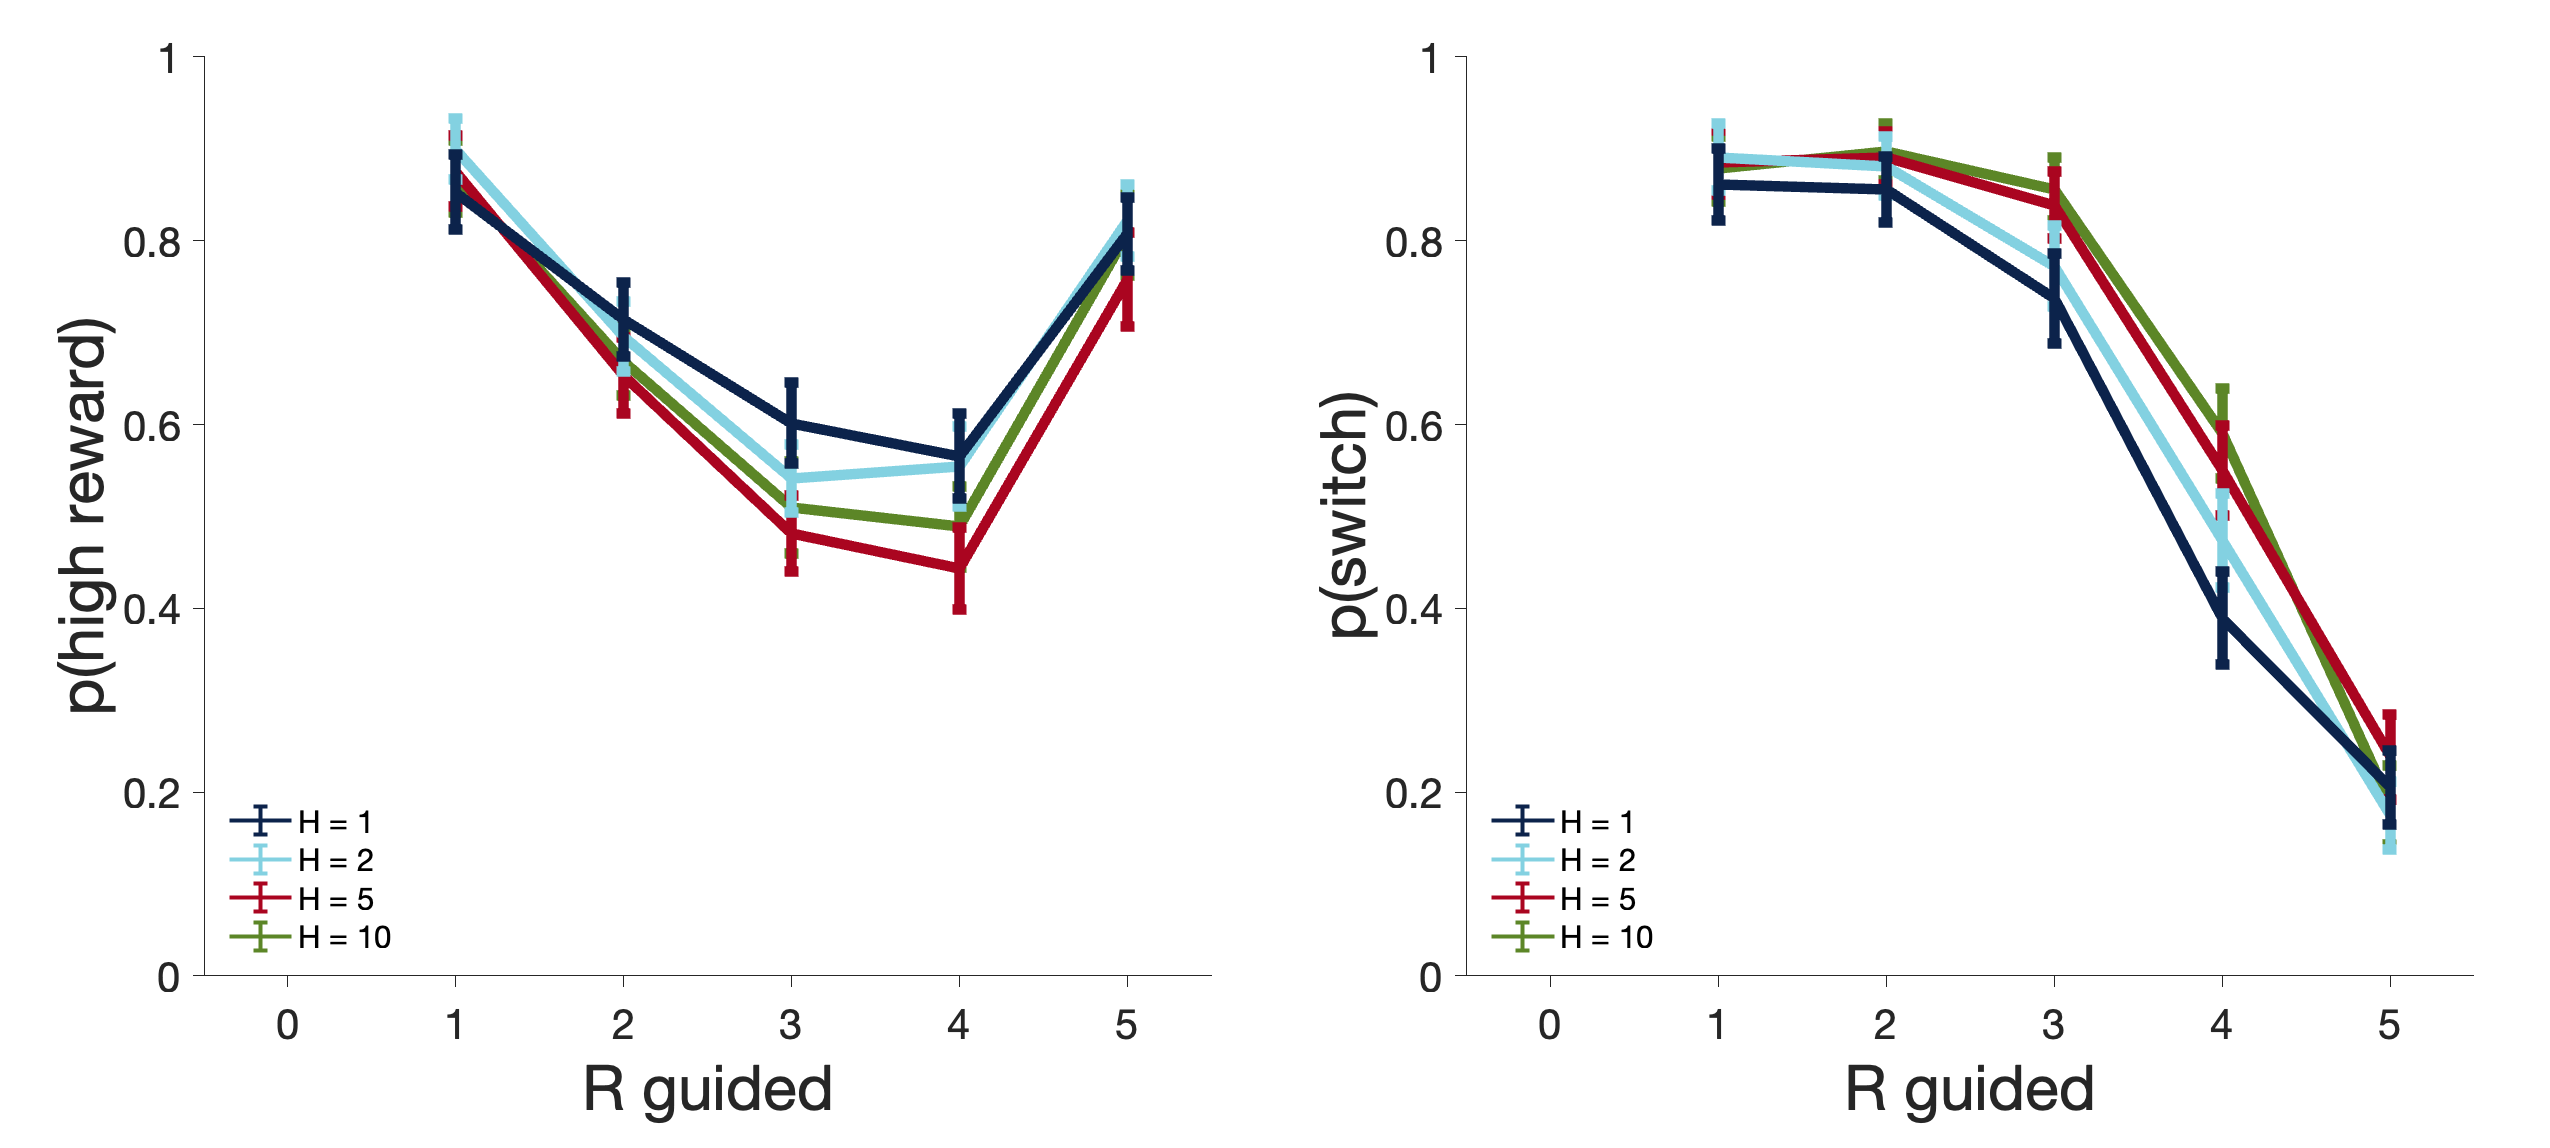 p(high reward)
1
0.8
0.6
0.4
0.2
0
H = 1
H = 2
H = 5
H = 10
0 1 2 3 4 5
R guided
p(switch)
1
0.8
0.6
0.4
0.2
0
H = 1
H = 2
H = 5
H = 10
0 1 2 3 4 5
R guided